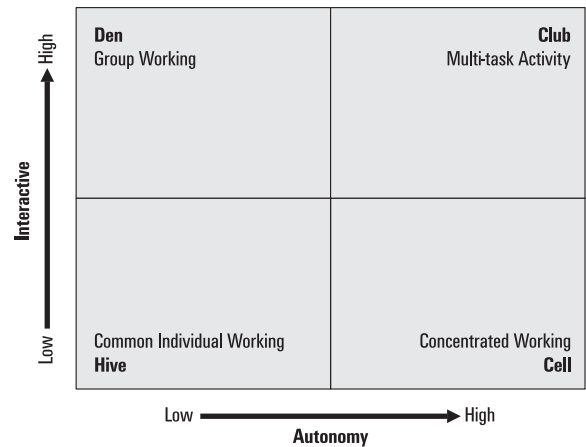 Den
Group Working
Club
Multi-task Activity
High
Interactive
Low
Common Individual Working
Hive
Concentrated Working
Cell
Low
High
Autonomy